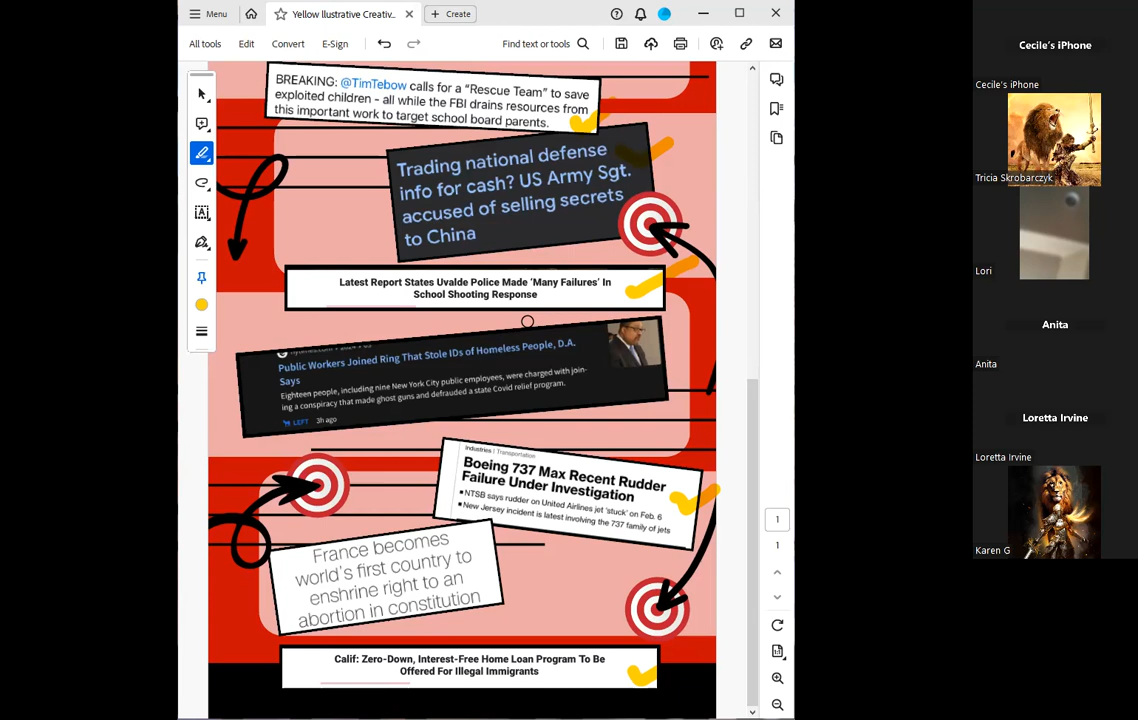 Menu
Yellow Ilustrative Creativ...
Create
All tools
Edit
Convert
E-Sign
Find text or tools
BREAKING: @TimTebow calls for a “Rescue Team” to save
exploited children - all while the FBI drains resources from
this important work to target school board parents.
Trading national defense
info for cash? US Army Sgt.
accused of selling secrets
to China
Latest Report States Uvalde Police Made ‘Many Failures’ In
School Shooting Response
Public Workers Joined Ring That Stole IDs of Homeless People, D.A.
Says
Eighteen people, including nine New York City public employees, were charged with join-
ing a conspiracy that made ghost guns and defrauded a state Covid relief program.
LEFT 3h ago
Industries | Transportation
Boeing 737 Max Recent Rudder
Failure Under Investigation
▪ NTSB says rudder on United Airlines jet ‘stuck’ on Feb. 6
▪ New Jersey incident is latest involving the 737 family of jets
France becomes
world's first country to
enshrine right to an
abortion in constitution
Calif: Zero-Down, Interest-Free Home Loan Program To Be
Offered For Illegal Immigrants
1
1
Cecile's iPhone
Cecile's iPhone
Tricia Skrobarczyk
Lori
Anita
Anita
Loretta Irvine
Loretta Irvine
Karen G